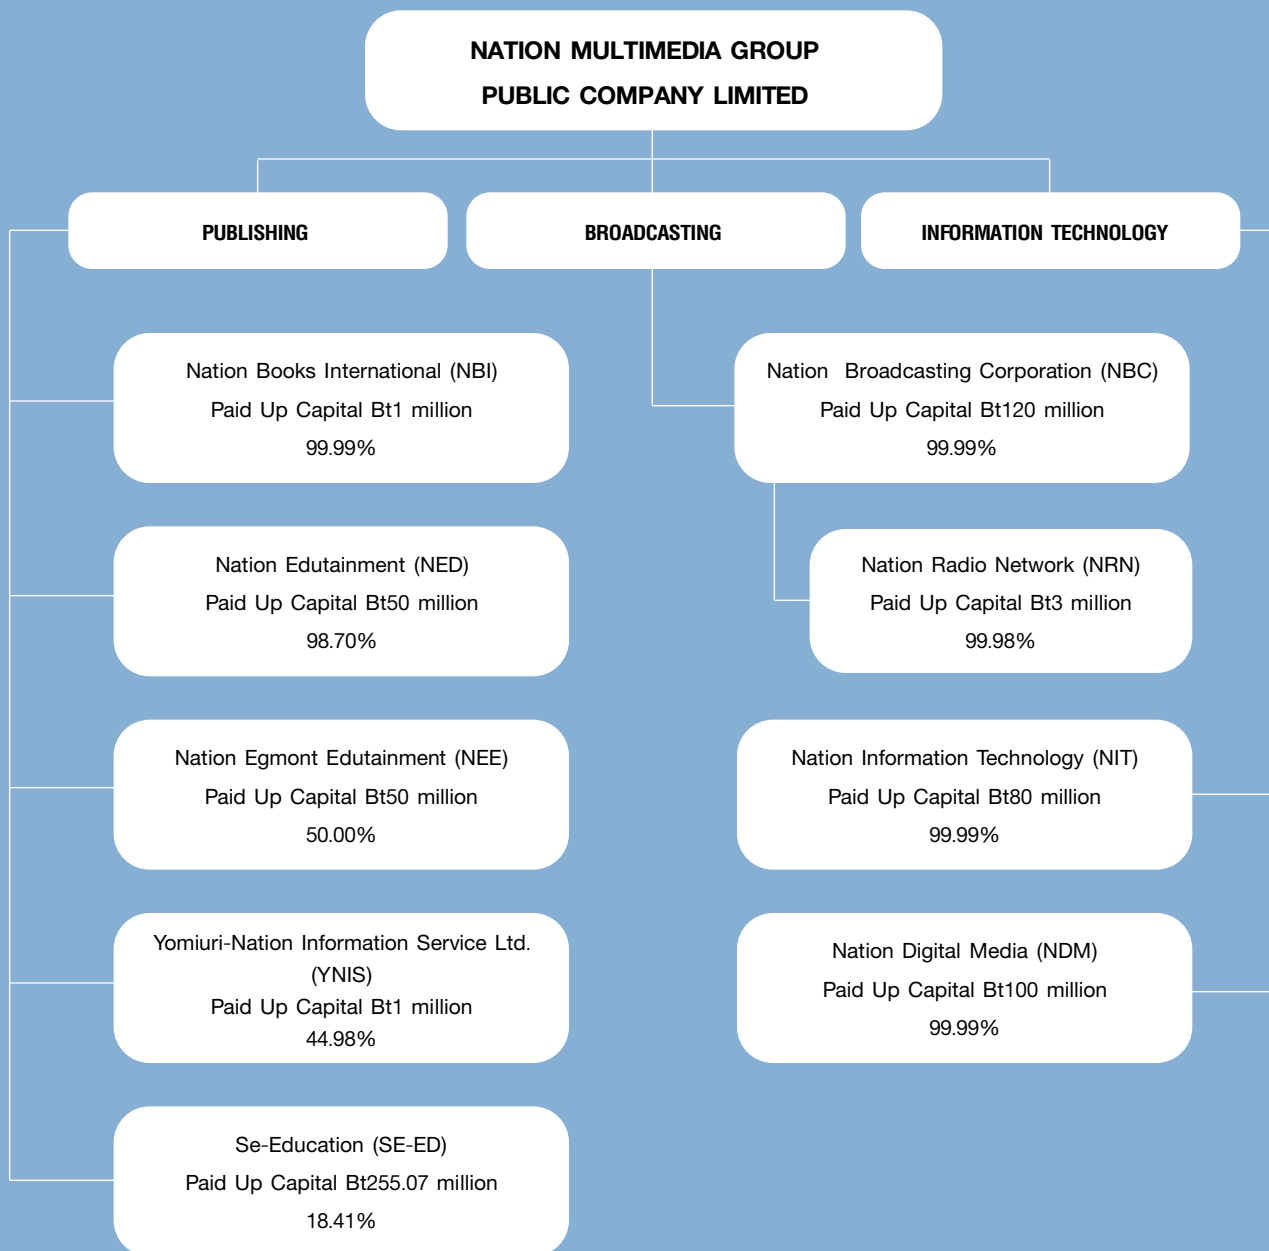 NATION MULTIMEDIA GROUP
PUBLIC COMPANY LIMITED
PUBLISHING
BROADCASTING
INFORMATION TECHNOLOGY
Nation Books International (NBI)
Paid Up Capital Bt1 million
99.99%
Nation Edutainment (NED)
Paid Up Capital Bt50 million
98.70%
Nation Egmont Edutainment (NEE)
Paid Up Capital Bt50 million
50.00%
Yomiuri-Nation Information Service Ltd.
(YNIS)
Paid Up Capital Bt1 million
44.98%
Se-Education (SE-ED)
Paid Up Capital Bt255.07 million
18.41%
Nation Broadcasting Corporation (NBC)
Paid Up Capital Bt120 million
99.99%
Nation Radio Network (NRN)
Paid Up Capital Bt3 million
99.98%
Nation Information Technology (NIT)
Paid Up Capital Bt80 million
99.99%
Nation Digital Media (NDM)
Paid Up Capital Bt100 million
99.99%